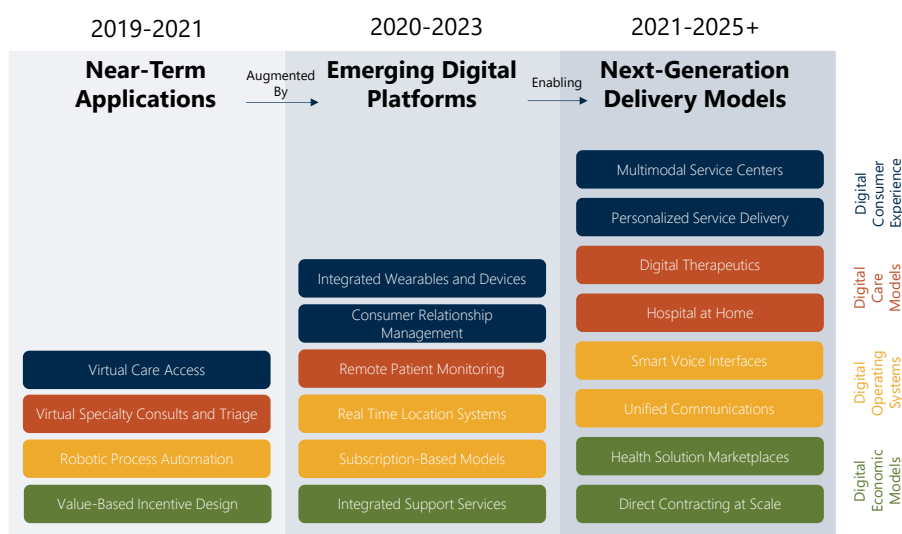 2019-2021
2020-2023
2021-2025+
Near-Term
Applications
Augmented
By
Emerging Digital
Platforms
Enabling
Next-Generation
Delivery Models
Virtual Care Access
Virtual Specialty Consults and Triage
Robotic Process Automation
Value-Based Incentive Design
Integrated Wearables and Devices
Consumer Relationship
Management
Remote Patient Monitoring
Real Time Location Systems
Subscription-Based Models
Integrated Support Services
Multimodal Service Centers
Personalized Service Delivery
Digital Therapeutics
Hospital at Home
Smart Voice Interfaces
Unified Communications
Health Solution Marketplaces
Direct Contracting at Scale
Digital
Consumer
Experience
Digital
Care
Models
Digital
Operating
Systems
Digital
Economic
Models